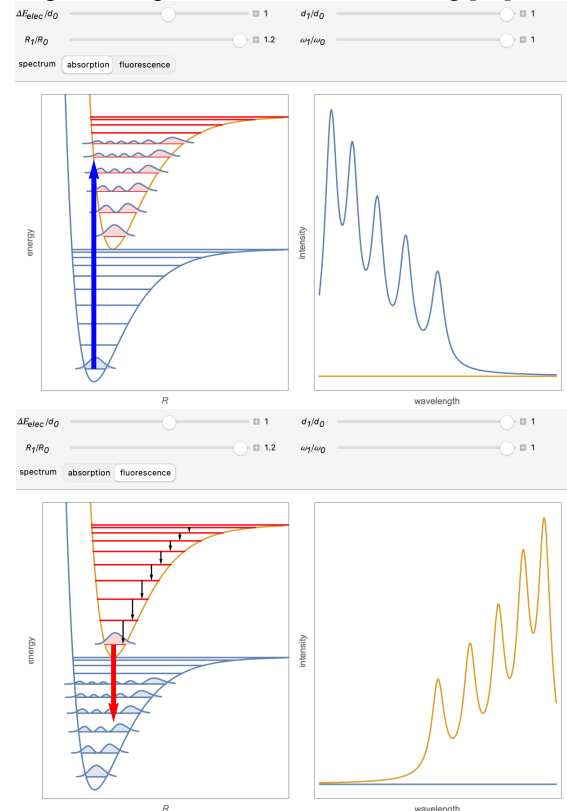 ΔE_elec/d_0 1 d_1/d_0 1
R_1/R_0 1.2 ω_1/ω_0 1
spectrum absorption fluorescence
energy
R
intensity
wavelength
ΔE_elec/d_0 1 d_1/d_0 1
R_1/R_0 1.2 ω_1/ω_0 1
spectrum absorption fluorescence
energy
R
intensity
wavelength